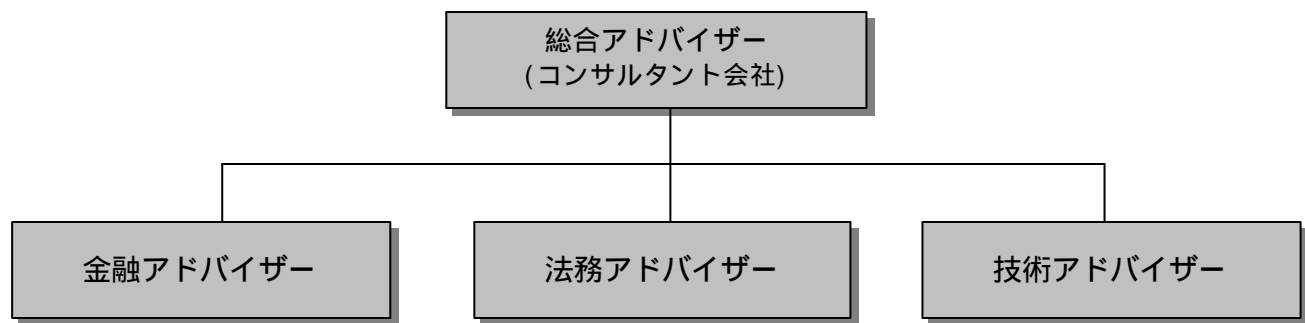 総合アドバイザー
(コンサルタント会社)
金融アドバイザー
法務アドバイザー
技術アドバイザー